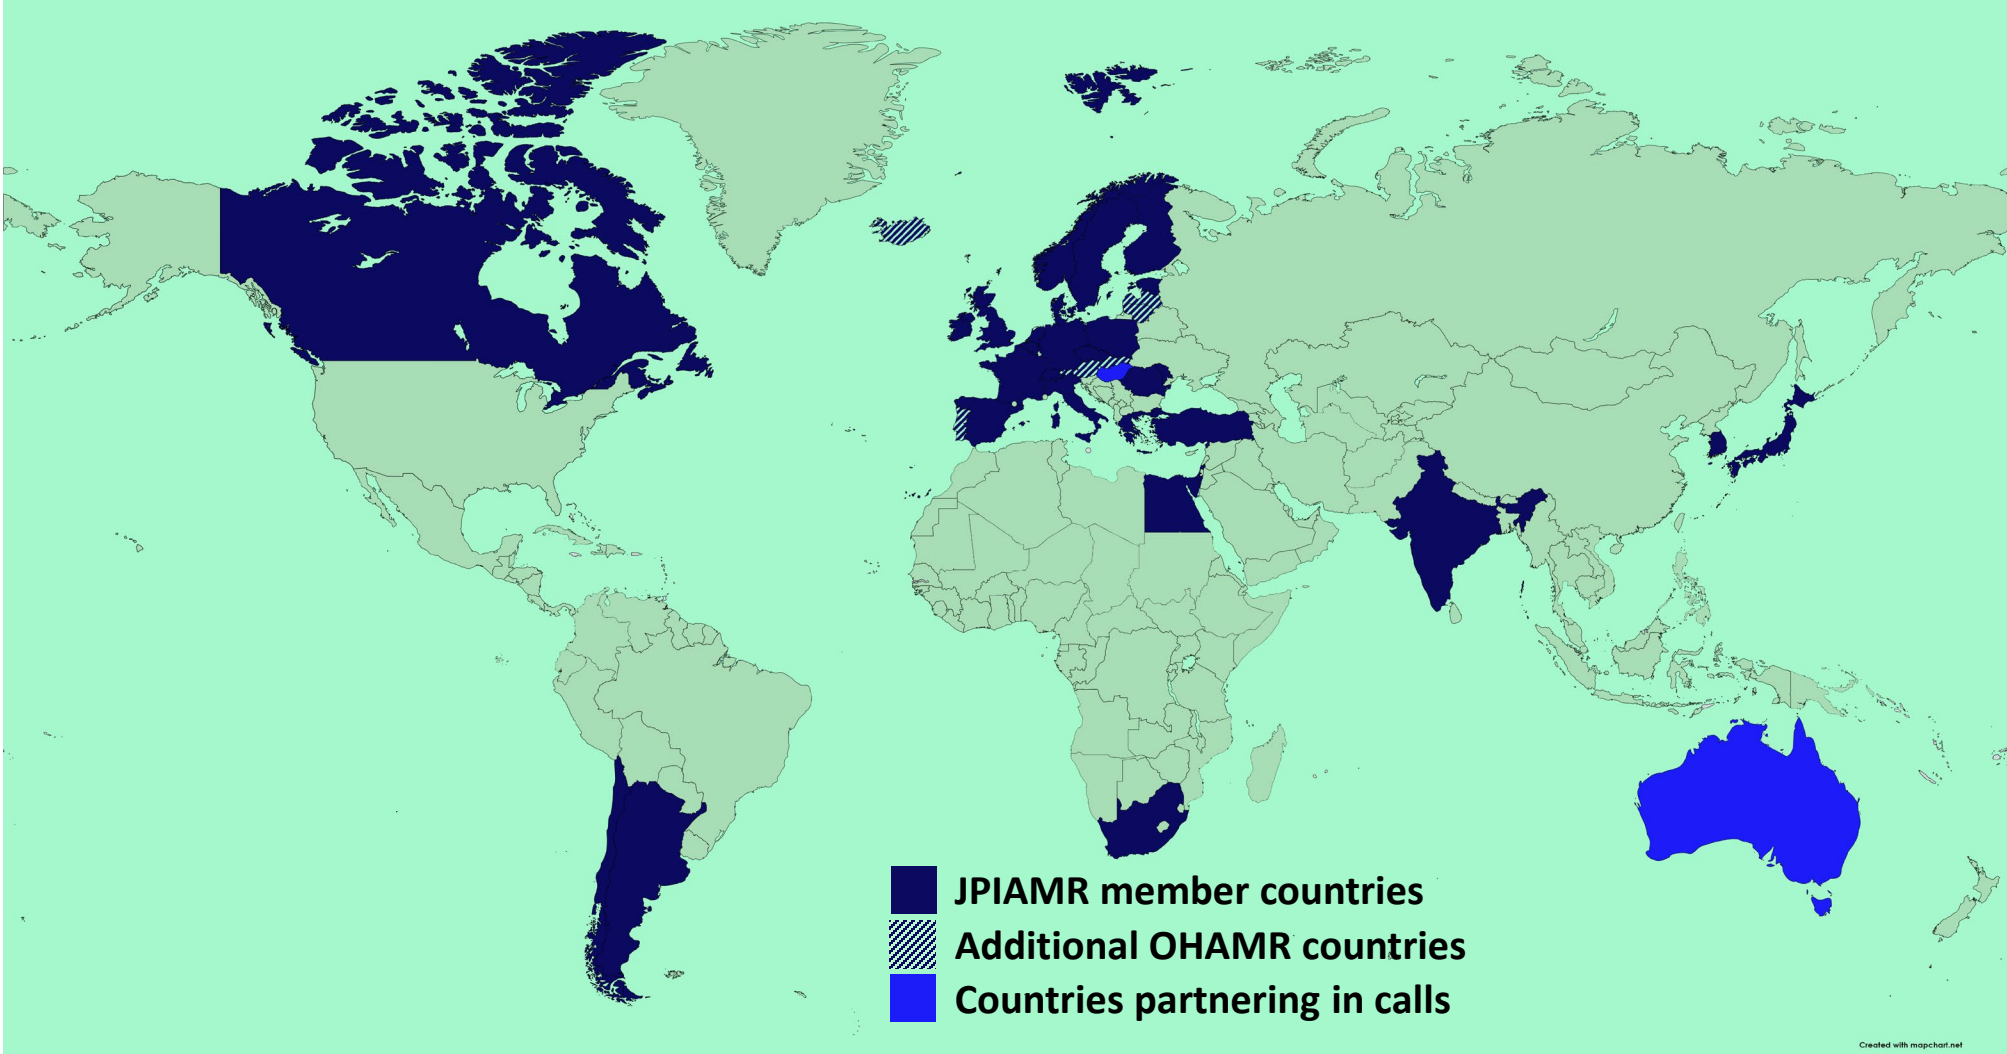 JPIAMR member countries
Additional OHAMR countries
Countries partnering in calls
Created with mapchart.net